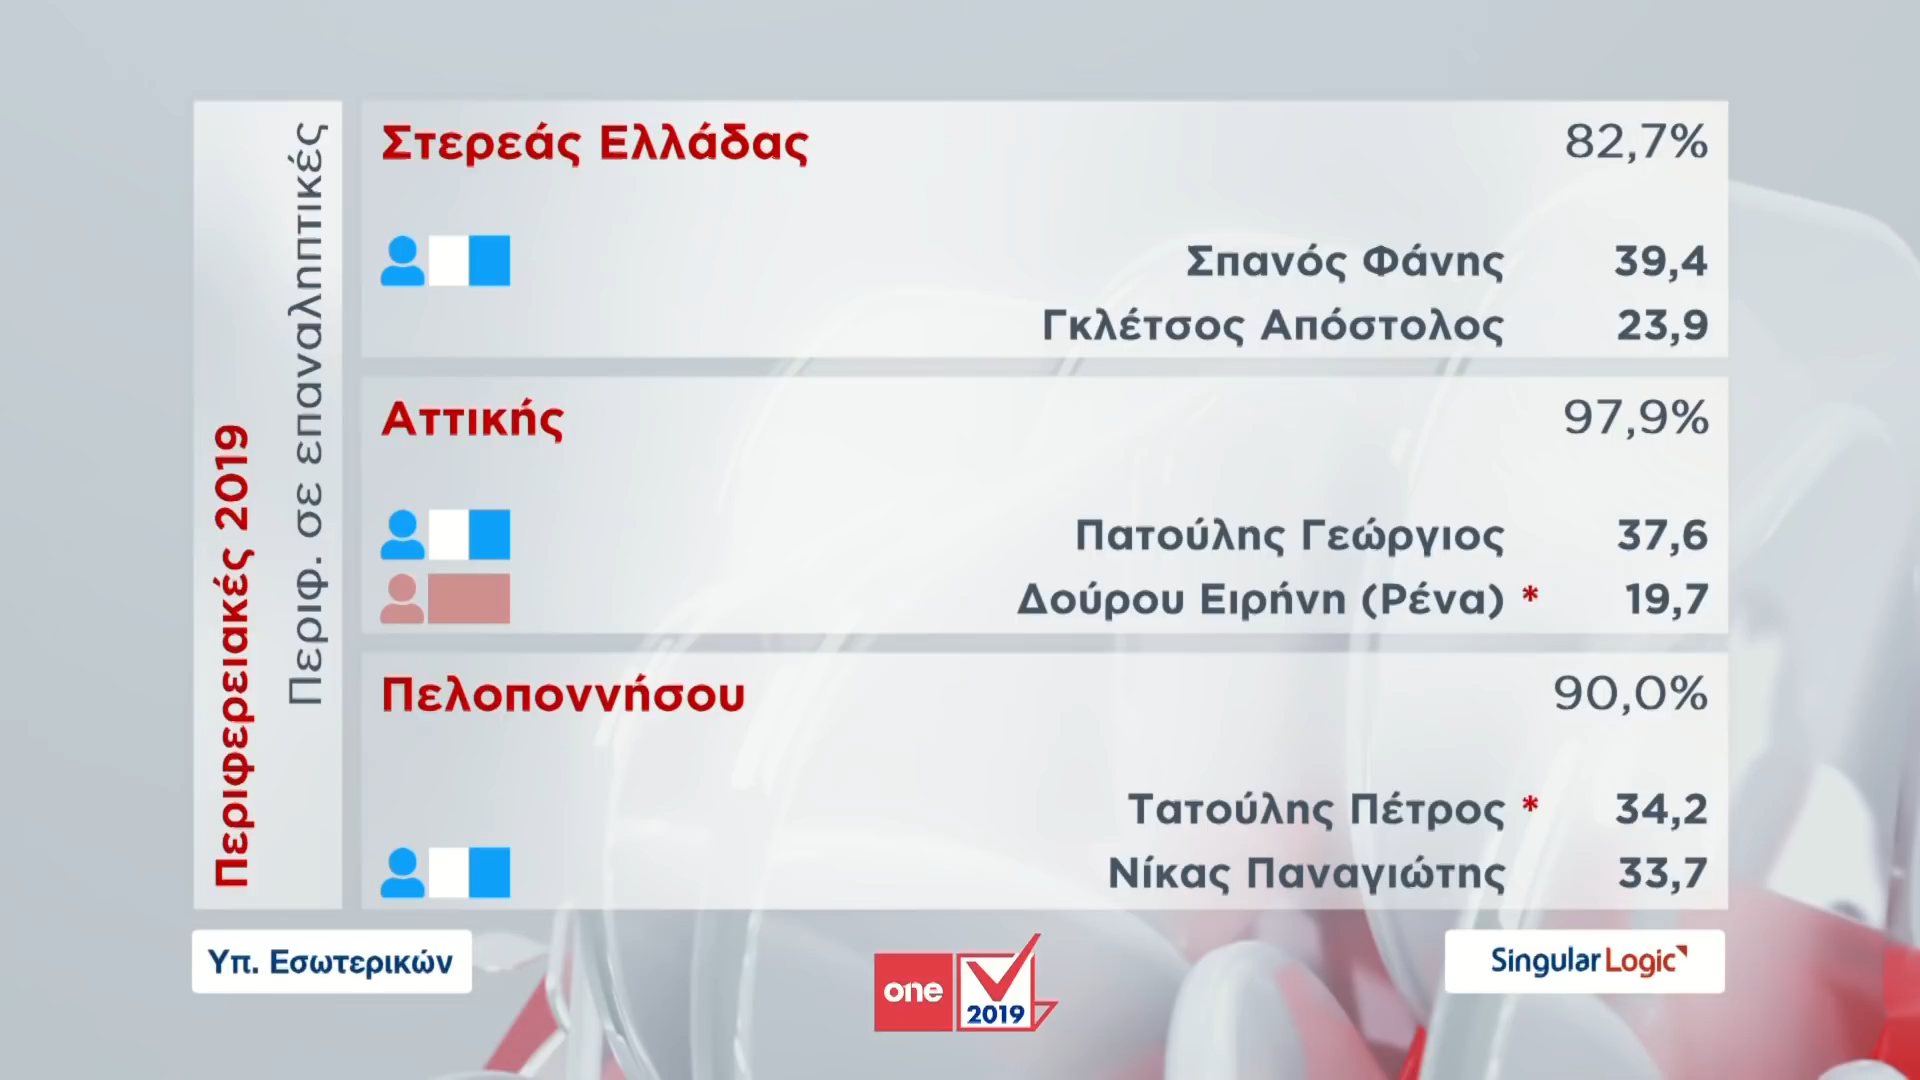 Περιφερειακές 2019
Περιφ. σε επαναληπτικές
Στερεάς Ελλάδας 82,7%
Σπανός Φάνης 39,4
Γκλέτσος Απόστολος 23,9
Αττικής 97,9%
Πατούλης Γεώργιος 37,6
Δούρου Ειρήνη (Ρένα) * 19,7
Πελοποννήσου 90,0%
Τατούλης Πέτρος * 34,2
Νίκας Παναγιώτης 33,7
Υπ. Εσωτερικών
one
2019
SingularLogic